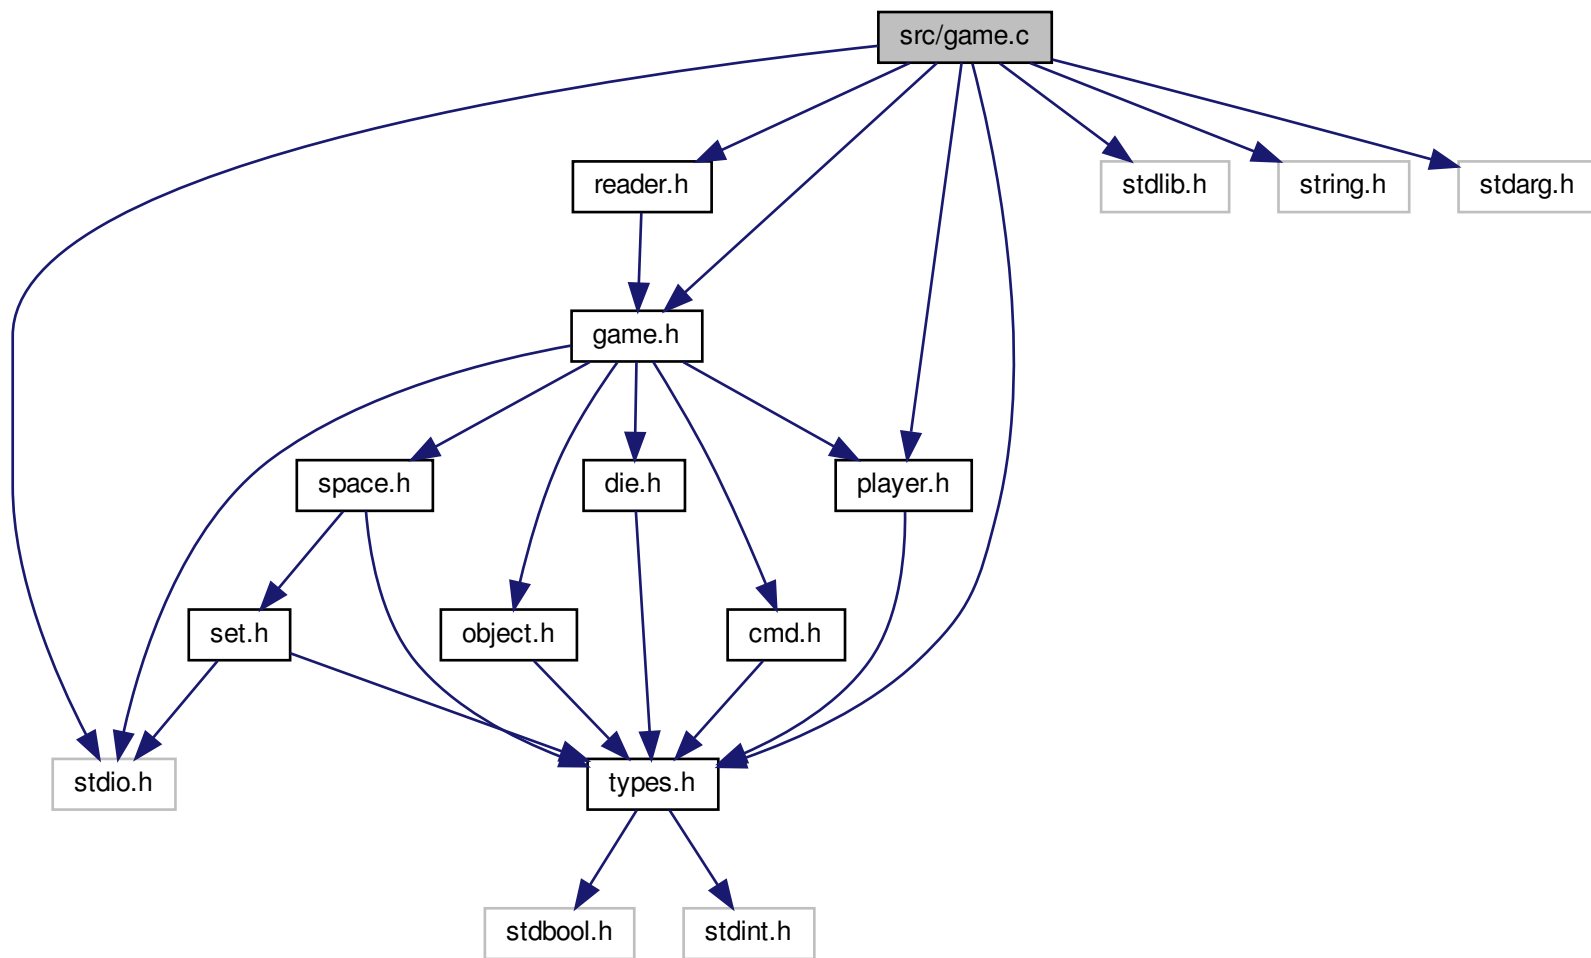 src/game.c
reader.h
stdlib.h
string.h
stdarg.h
game.h
space.h
die.h
player.h
set.h
object.h
cmd.h
stdio.h
types.h
stdbool.h
stdint.h